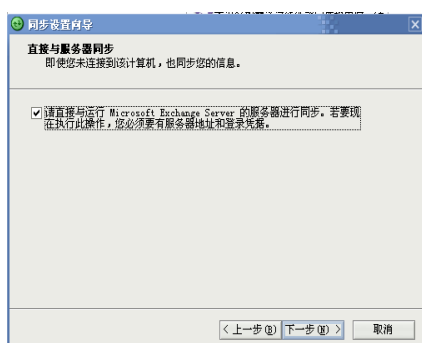 同步设置向导
直接与服务器同步
即使您未连接到该计算机，也同步您的信息。
请直接与运行 Microsoft Exchange Server 的服务器进行同步。若要现
在执行此操作，您必须要有服务器地址和登录凭据。
< 上一步(B) 下一步(N) > 取消